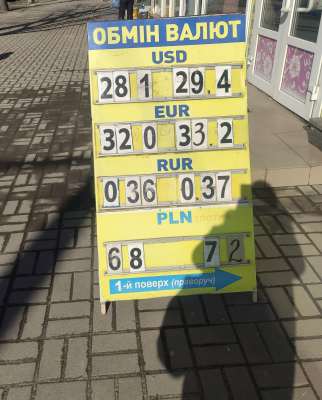 ОБМІН ВАЛЮТ
USD
28 1 29.4
EUR
32 0 33.2
RUR
0 36 0.37
PLN
6 8 7 2
1-й поверх (праворуч)